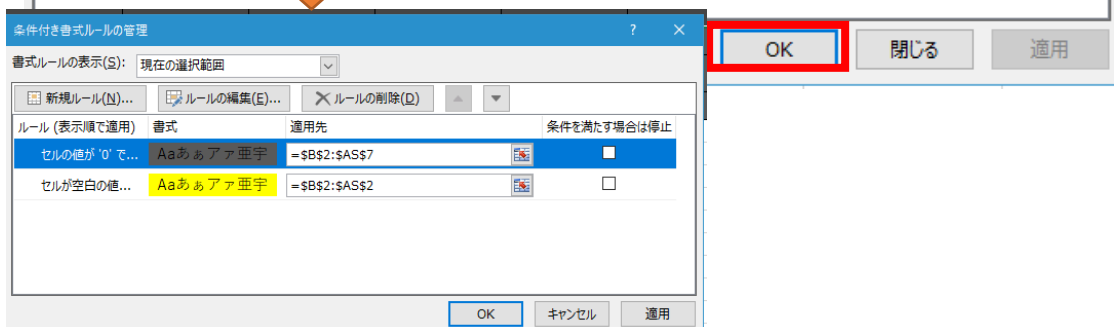 条件付き書式ルールの管理 ? ×
書式ルールの表示(S): 現在の選択範囲
新規ルール(N)... ルールの編集(E)... ルールの削除(D)
ルール (表示順で適用) 書式 適用先 条件を満たす場合は停止
セルの値が '0' で... Aaあぁアァ亜宇 =$B$2:$AS$7
セルが空白の値... Aaあぁアァ亜宇 =$B$2:$AS$2
OK キャンセル 適用
OK 閉じる 適用